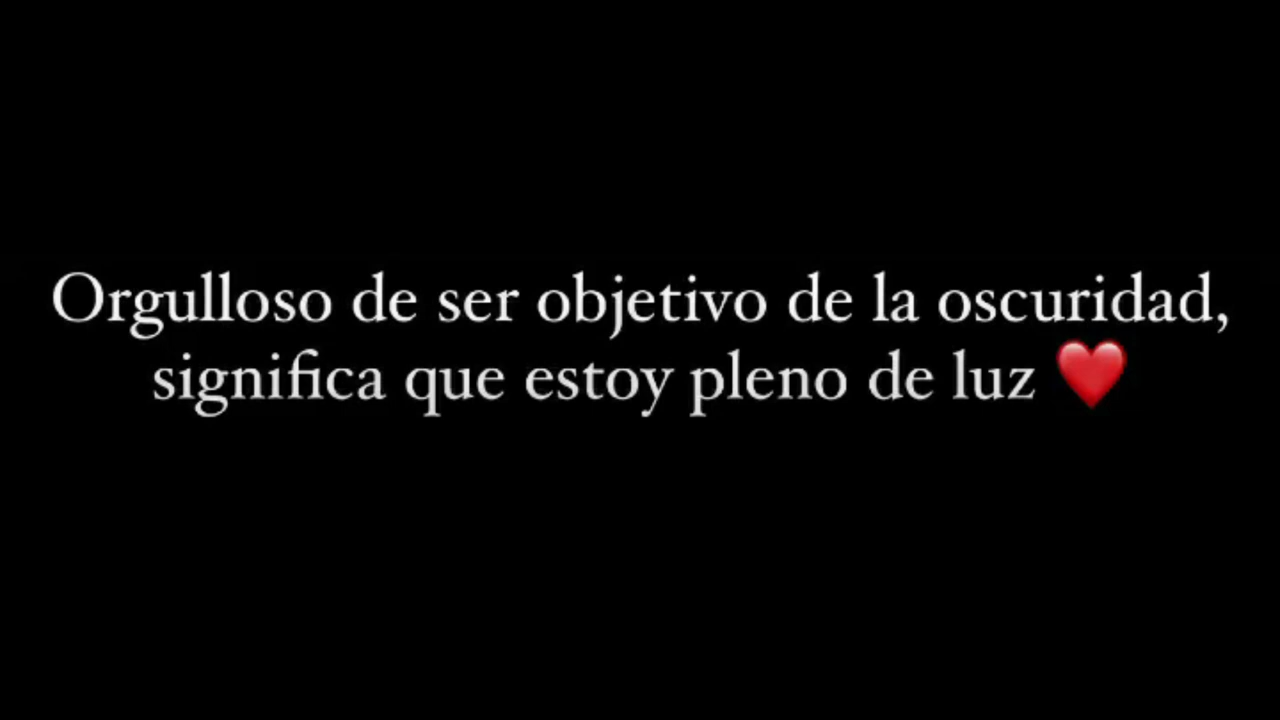 Orgulloso de ser objetivo de la oscuridad,
significa que estoy pleno de luz ❤️